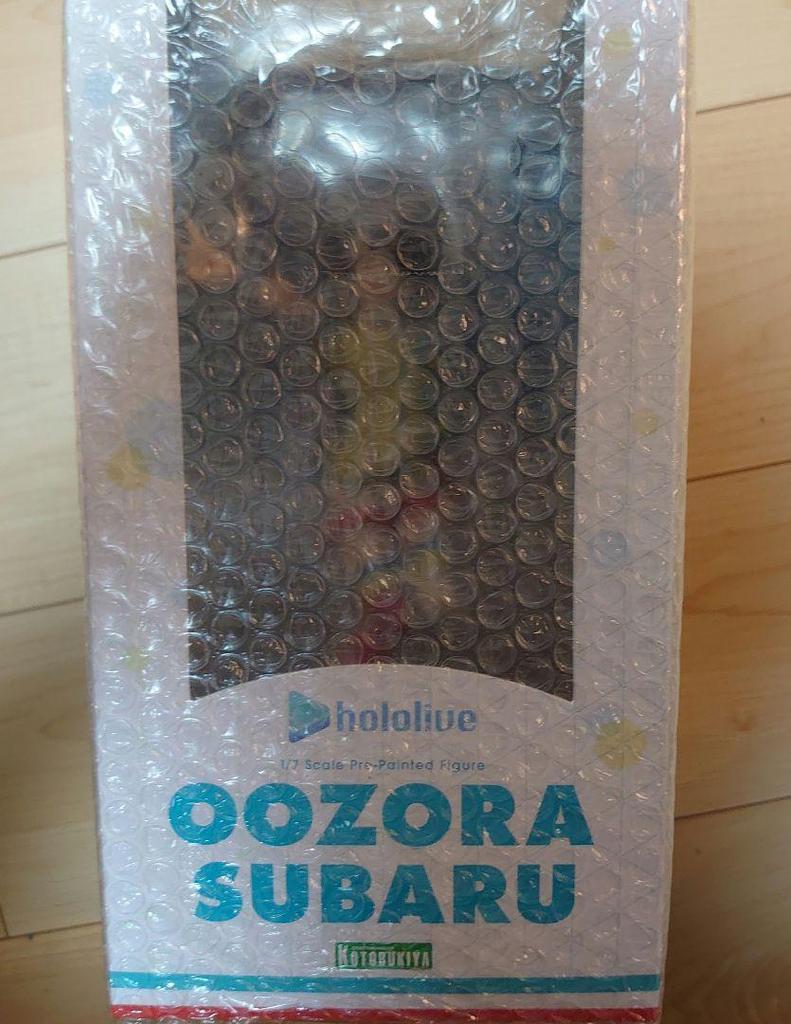 hololive
1/7 Scale Pre-Painted Figure
OOZORA
SUBARU
KOTOBUKIYA